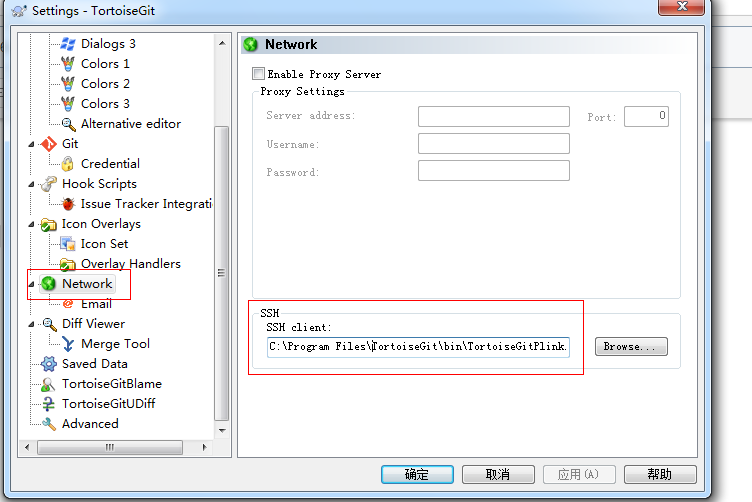 Settings - TortoiseGit
Dialogs 3
Colors 1
Colors 2
Colors 3
Alternative editor
Git
Credential
Hook Scripts
Issue Tracker Integrati
Icon Overlays
Icon Set
Overlay Handlers
Network
Email
Diff Viewer
Merge Tool
Saved Data
TortoiseGitBlame
TortoiseGitUDiff
Advanced
Network
Enable Proxy Server
Proxy Settings
Server address:
Port:
0
Username:
Password:
SSH
SSH client:
C:\Program Files\TortoiseGit\bin\TortoiseGitPlink.
Browse...
确定
取消
应用(A)
帮助